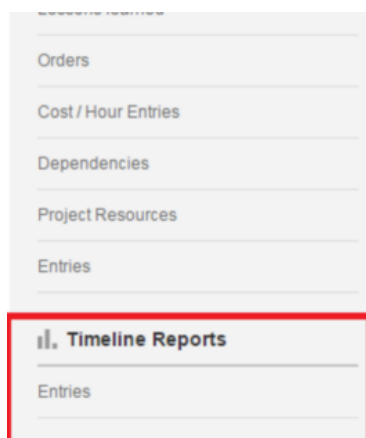 Orders
Cost / Hour Entries
Dependencies
Project Resources
Entries
Timeline Reports
Entries